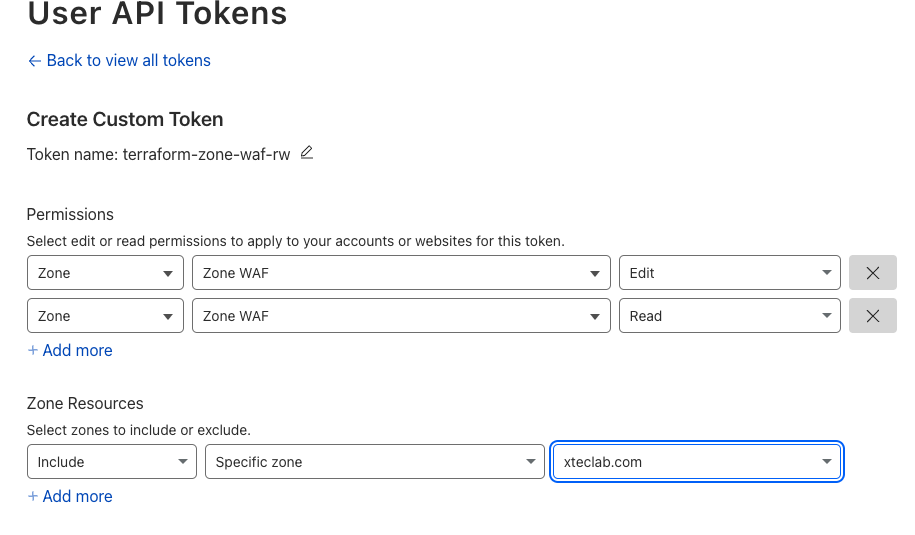 User API Tokens
← Back to view all tokens
Create Custom Token
Token name: terraform-zone-waf-rw
Permissions
Select edit or read permissions to apply to your accounts or websites for this token.
Zone Zone WAF Edit
Zone Zone WAF Read
+ Add more
Zone Resources
Select zones to include or exclude.
Include Specific zone xteclab.com
+ Add more